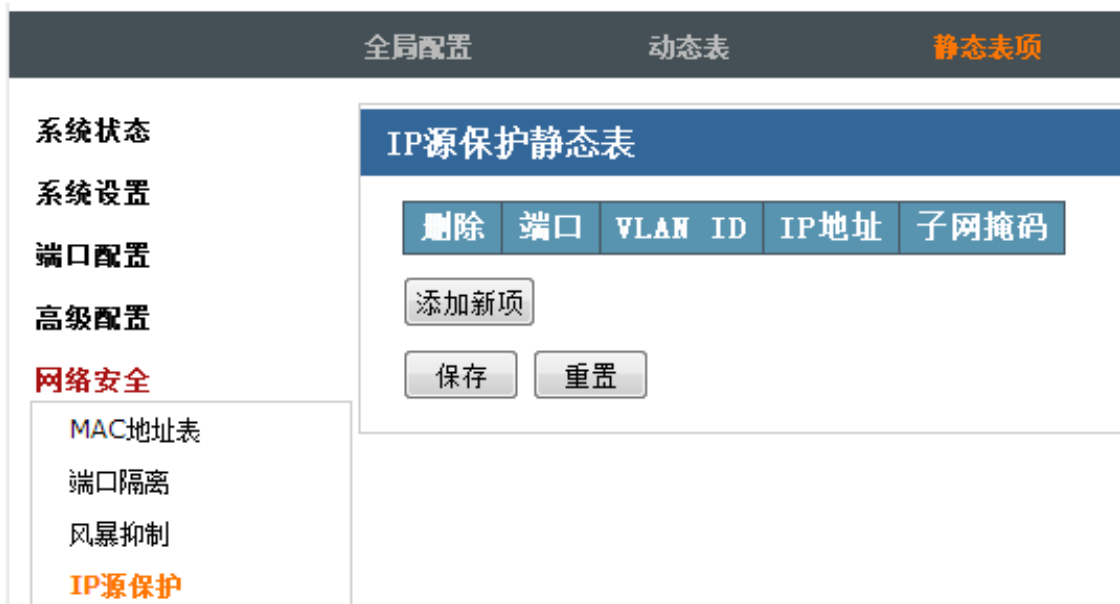 全局配置 动态表 静态表项
系统状态
系统设置
端口配置
高级配置
网络安全
MAC地址表
端口隔离
风暴抑制
IP源保护
IP源保护静态表
删除 端口 VLAN ID IP地址 子网掩码
添加新项
保存 重置